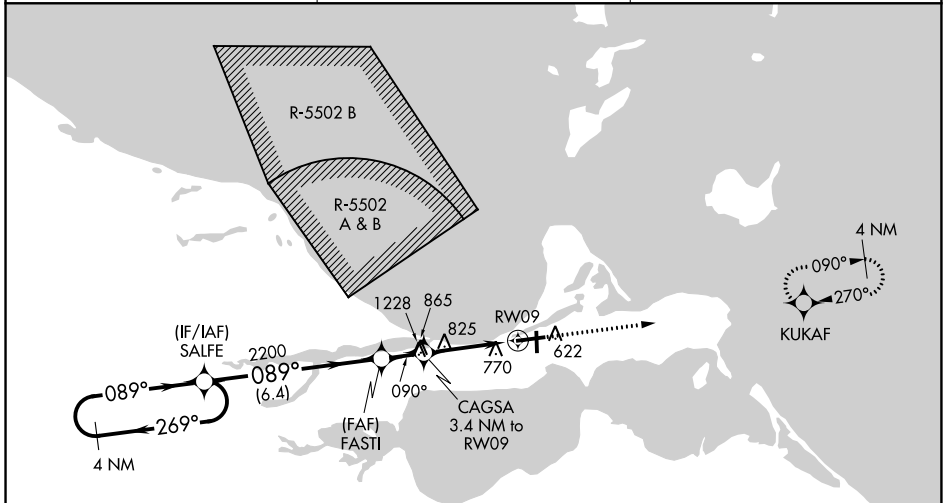 R-5502 B
R-5502
A & B
4 NM
090°
270°
KUKAF
1228
865
825
RW09
770
622
(IF/IAF)
SALFE
2200
089°
(6.4)
089°
269°
4 NM
090°
(FAF)
FASTI
CAGSA
3.4 NM to
RW09